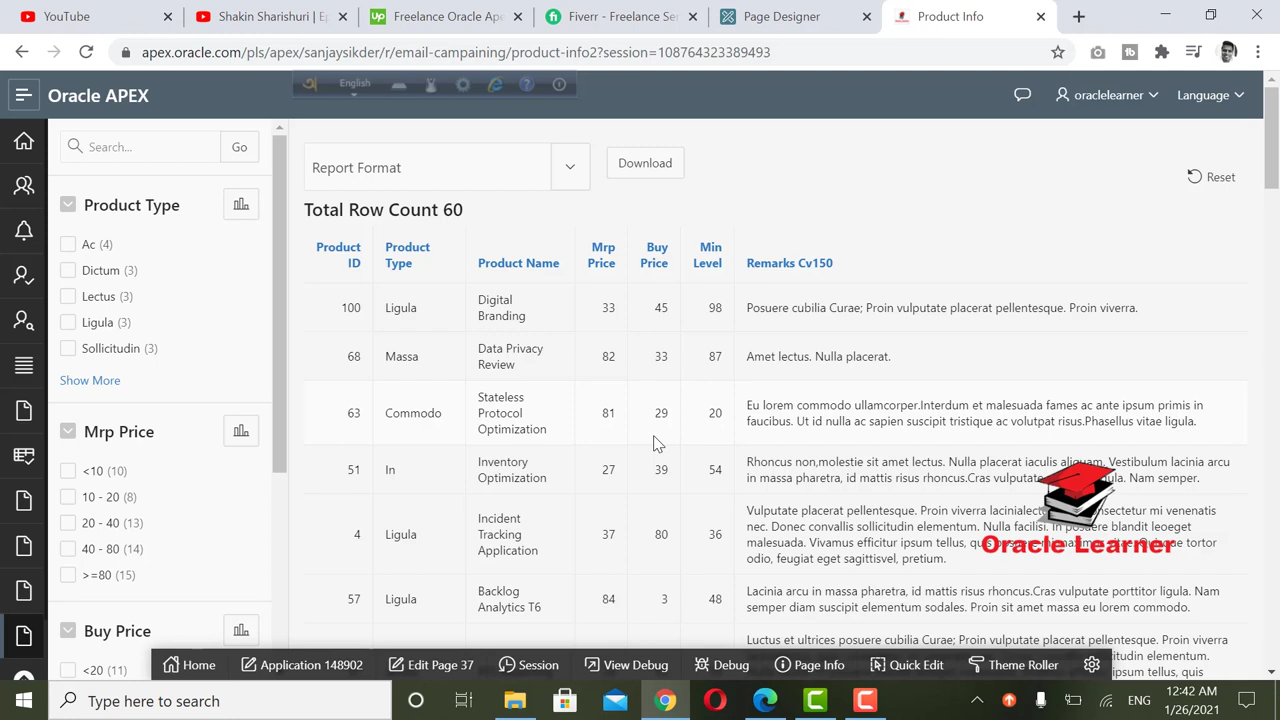 YouTube
Shakin Sharishuri | Ep
Freelance Oracle Ape
Fiverr - Freelance Ser
Page Designer
Product Info
apex.oracle.com/pls/apex/sanjaysikder/r/email-campaining/product-info2?session=108764323389493
Oracle APEX
English
oraclelearner
Language
Search...
Go
Report Format
Download
Reset
Total Row Count 60
Product Type
Ac (4)
Dictum (3)
Lectus (3)
Ligula (3)
Sollicitudin (3)
Show More
Mrp Price
<10 (10)
10 - 20 (8)
20 - 40 (13)
40 - 80 (14)
>=80 (15)
Buy Price
<20 (11)
Product ID
Product Type
Product Name
Mrp Price
Buy Price
Min Level
Remarks Cv150
100 Ligula Digital Branding 33 45 98 Posuere cubilia Curae; Proin vulputate placerat pellentesque. Proin viverra.
68 Massa Data Privacy Review 82 33 87 Amet lectus. Nulla placerat.
63 Commodo Stateless Protocol Optimization 81 29 20 Eu lorem commodo ullamcorper.Interdum et malesuada fames ac ante ipsum primis in
faucibus. Ut id nulla ac sapien suscipit tristique ac volutpat risus.Phasellus vitae ligula.
51 In Inventory Optimization 27 39 54 Rhoncus non,molestie sit amet lectus. Nulla placerat iaculis aliquam. Vestibulum lacinia arcu
in massa pharetra, id mattis risus rhoncus.Cras vulputate ligula. Nam semper.
4 Ligula Incident Tracking Application 37 80 36 Vulputate placerat pellentesque. Proin viverra consectetur mi venenatis
nec. Donec convallis sollicitudin elementum. Nulla facilisi. In posuere blandit leoeget
malesuada. Vivamus efficitur ipsum tellus, quis tortor
odio, feugiat eget sagittisvel, pretium.
57 Ligula Backlog Analytics T6 84 3 48 Lacinia arcu in massa pharetra, id mattis risus rhoncus.Cras vulputate porttitor ligula. Nam
semper diam suscipit elementum sodales. Proin sit amet massa eu lorem commodo.
Luctus et ultrices posuere cubilia Curae; Proin vulputate placerat pellentesque. Proin viverra
Oracle Learner
Home
Application 148902
Edit Page 37
Session
View Debug
Debug
Page Info
Quick Edit
Theme Roller
Type here to search
ENG
12:42 AM
1/26/2021